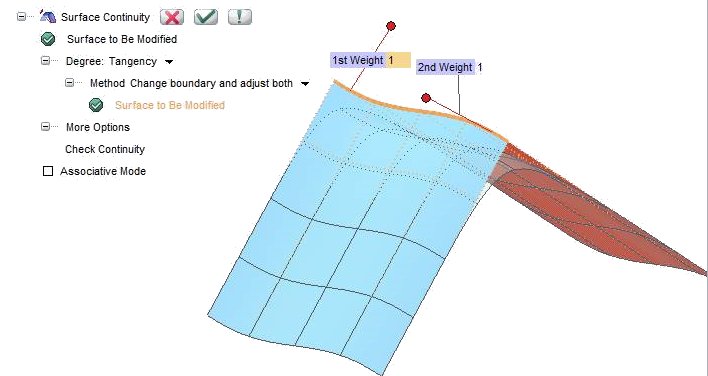 Surface Continuity
Surface to Be Modified
Degree: Tangency
Method Change boundary and adjust both
Surface to Be Modified
More Options
Check Continuity
Associative Mode
1st Weight 1
2nd Weight 1